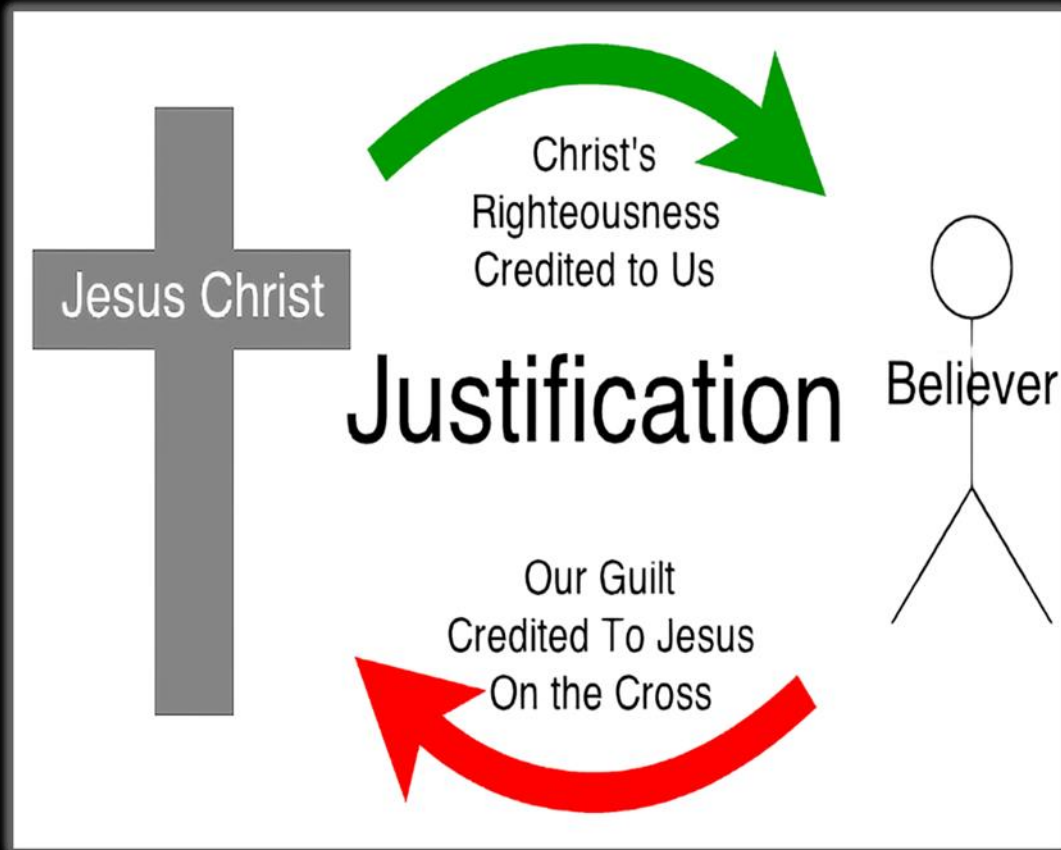 Christ's
Righteousness
Credited to Us
Jesus Christ
Justification
Believer
Our Guilt
Credited To Jesus
On the Cross